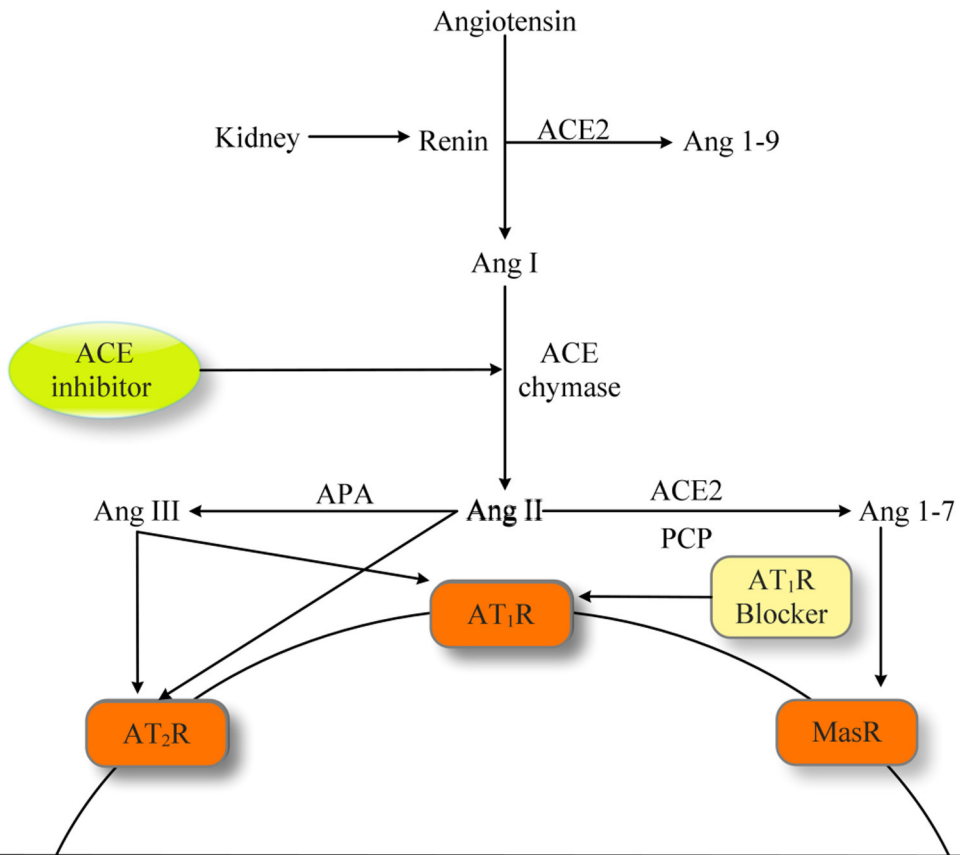 Angiotensin
Kidney
Renin
ACE2
Ang 1-9
Ang I
ACE
inhibitor
ACE
chymase
Ang III
APA
Ang II
ACE2
Ang 1-7
PCP
AT₁R
Blocker
AT₁R
AT₂R
MasR